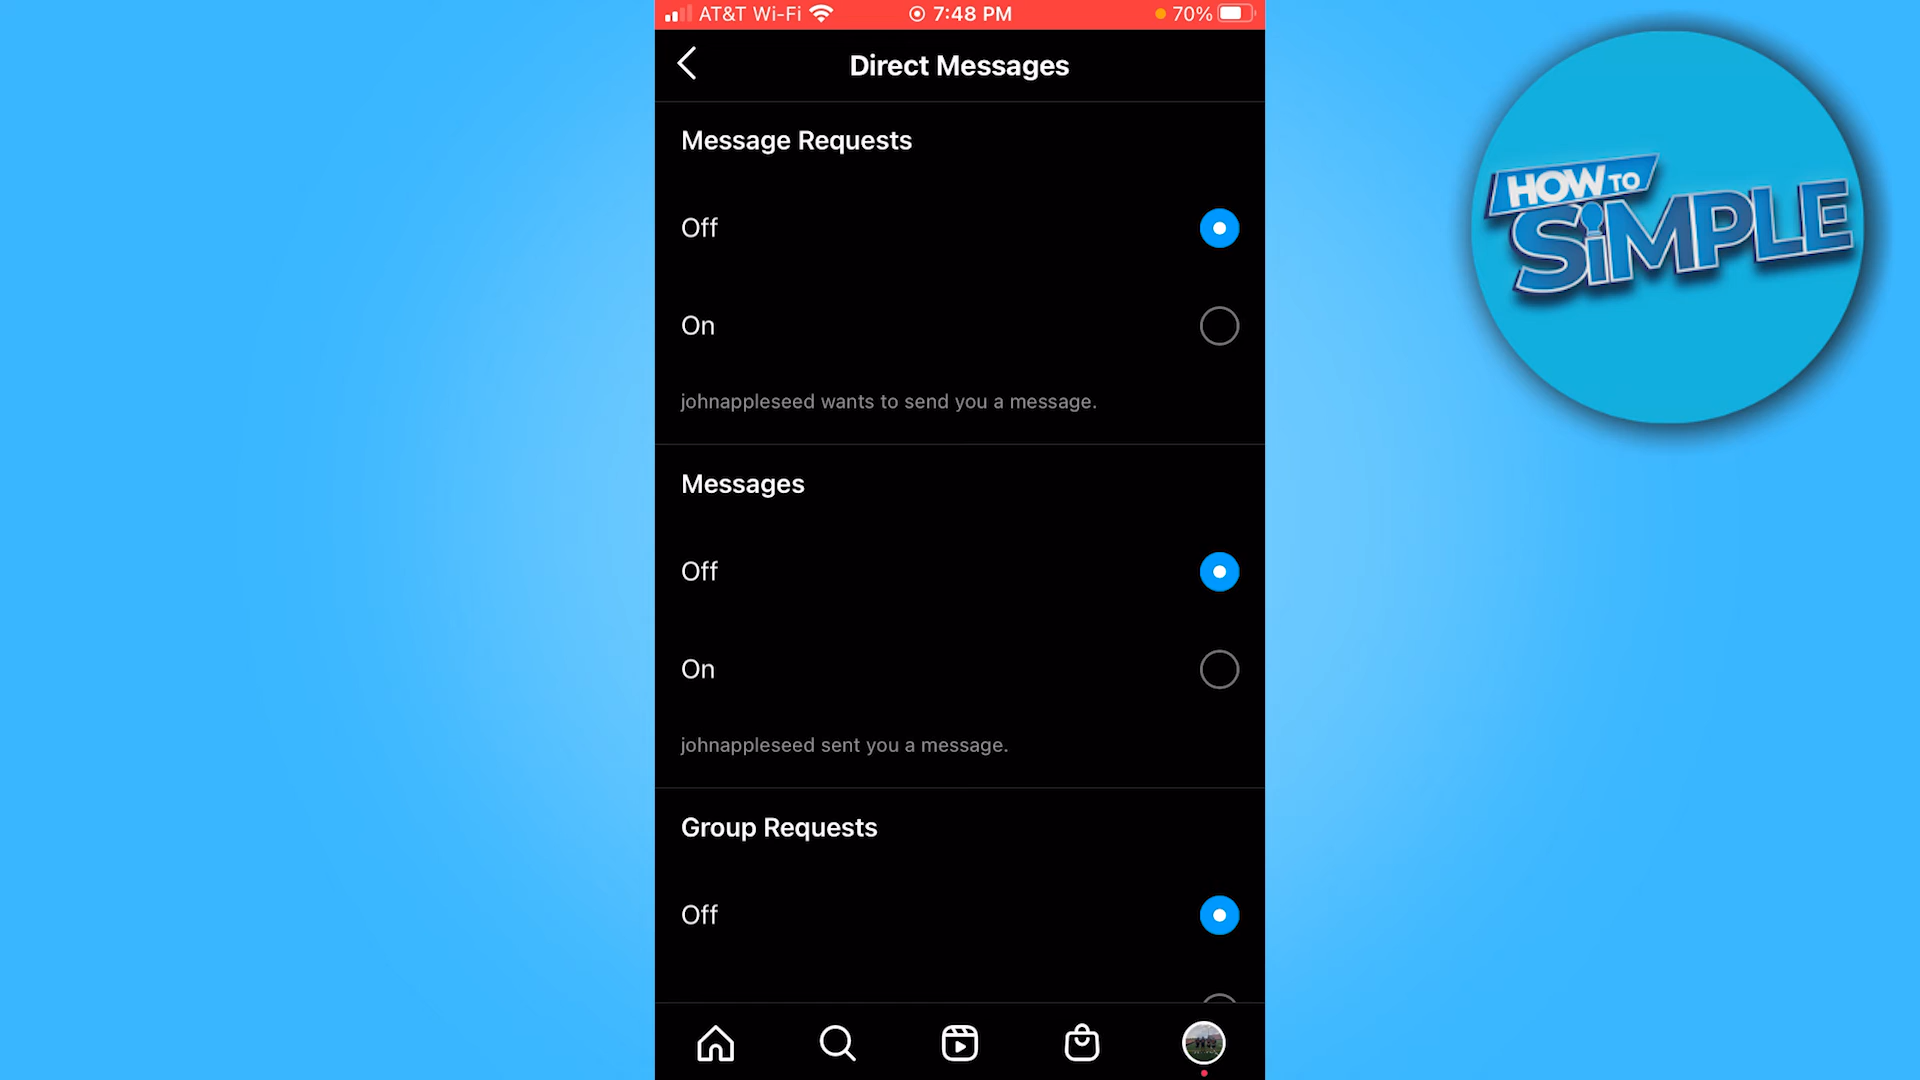 AT&T Wi-Fi 7:48 PM 70%
Direct Messages
Message Requests
Off
On
johnappleseed wants to send you a message.
Messages
Off
On
johnappleseed sent you a message.
Group Requests
Off
HOW TO
SiMPLE